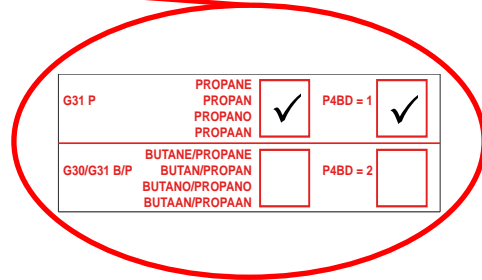 PROPANE
G31 P PROPAN ✓ P4BD = 1 ✓
PROPANO
PROPAAN
BUTANE/PROPANE
G30/G31 B/P BUTAN/PROPAN P4BD = 2
BUTANO/PROPANO
BUTAAN/PROPAAN